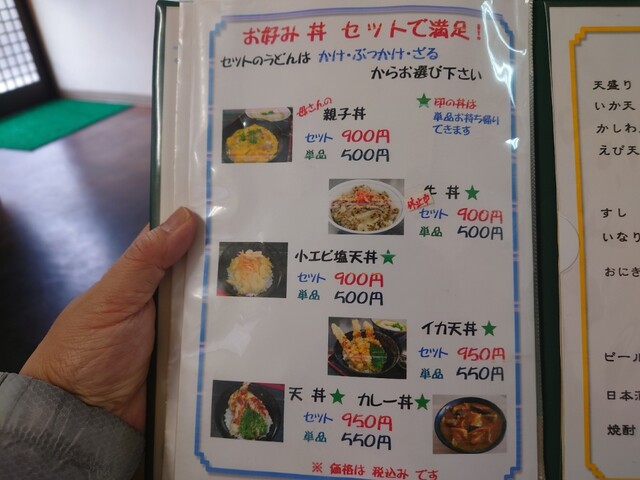 お好み丼 セットで満足!
セットのうどんは かけ・ぶっかけ・ざる
からお選び下さい
母さんの 親子丼
セット 900円
単品 500円
★印の丼は
単品お持ち帰り
できます
牛丼★
セット 900円
単品 500円
小エビ塩天丼★
セット 900円
単品 500円
イカ天丼★
セット 950円
単品 550円
天丼★ カレー丼★
セット 950円
単品 550円
※ 価格は税込みです
天盛り
いか天
かしわ
えび天
すし
いなり
おにぎ
ビール
日本酒
焼酎